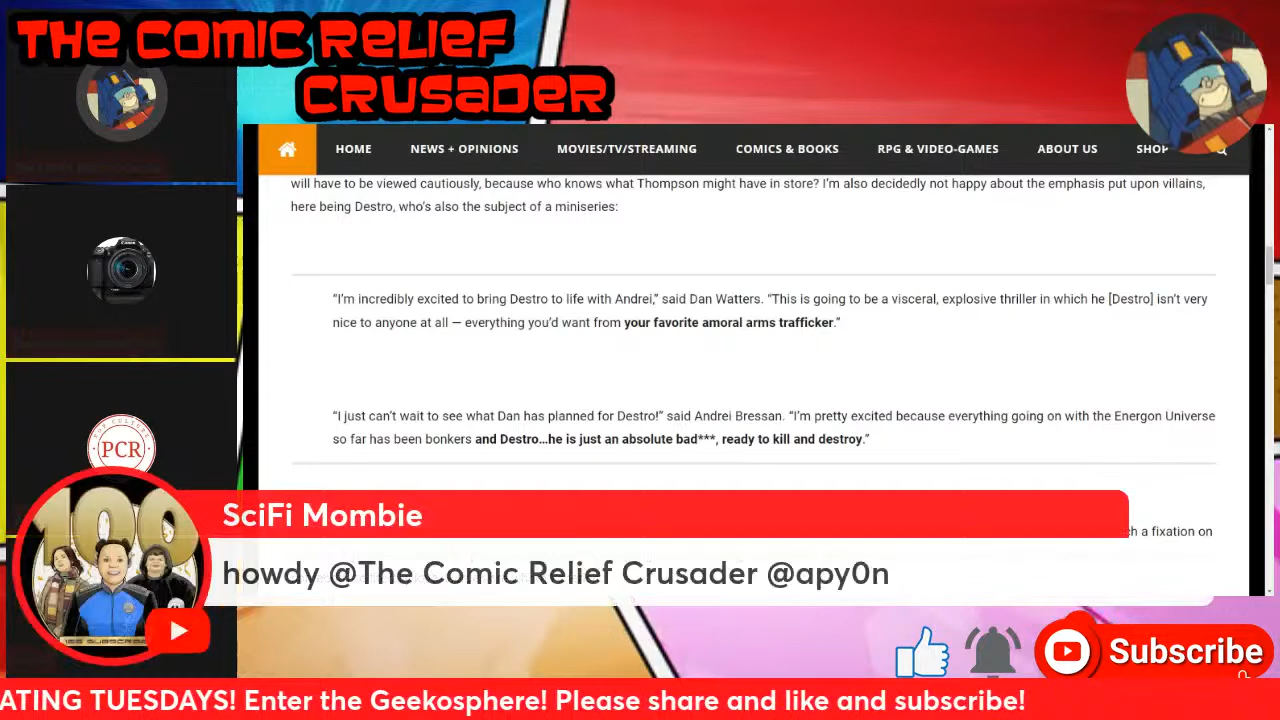 THE COMIC RELIEF
CRUSADER
HOME NEWS + OPINIONS MOVIES/TV/STREAMING COMICS & BOOKS RPG & VIDEO-GAMES ABOUT US SHOP
will have to be viewed cautiously, because who knows what Thompson might have in store? I’m also decidedly not happy about the emphasis put upon villains,
here being Destro, who’s also the subject of a miniseries:
“I’m incredibly excited to bring Destro to life with Andrei,” said Dan Watters. “This is going to be a visceral, explosive thriller in which he [Destro] isn’t very
nice to anyone at all — everything you’d want from your favorite amoral arms trafficker.”
“I just can’t wait to see what Dan has planned for Destro!” said Andrei Bressan. “I’m pretty excited because everything going on with the Energon Universe
so far has been bonkers and Destro…he is just an absolute bad***, ready to kill and destroy.”
POP CULTURE
PCR
100
SciFi Mombie
a fixation on
howdy @The Comic Relief Crusader @apy0n
Subscribe
ATING TUESDAYS! Enter the Geekosphere! Please share and like and subscribe!